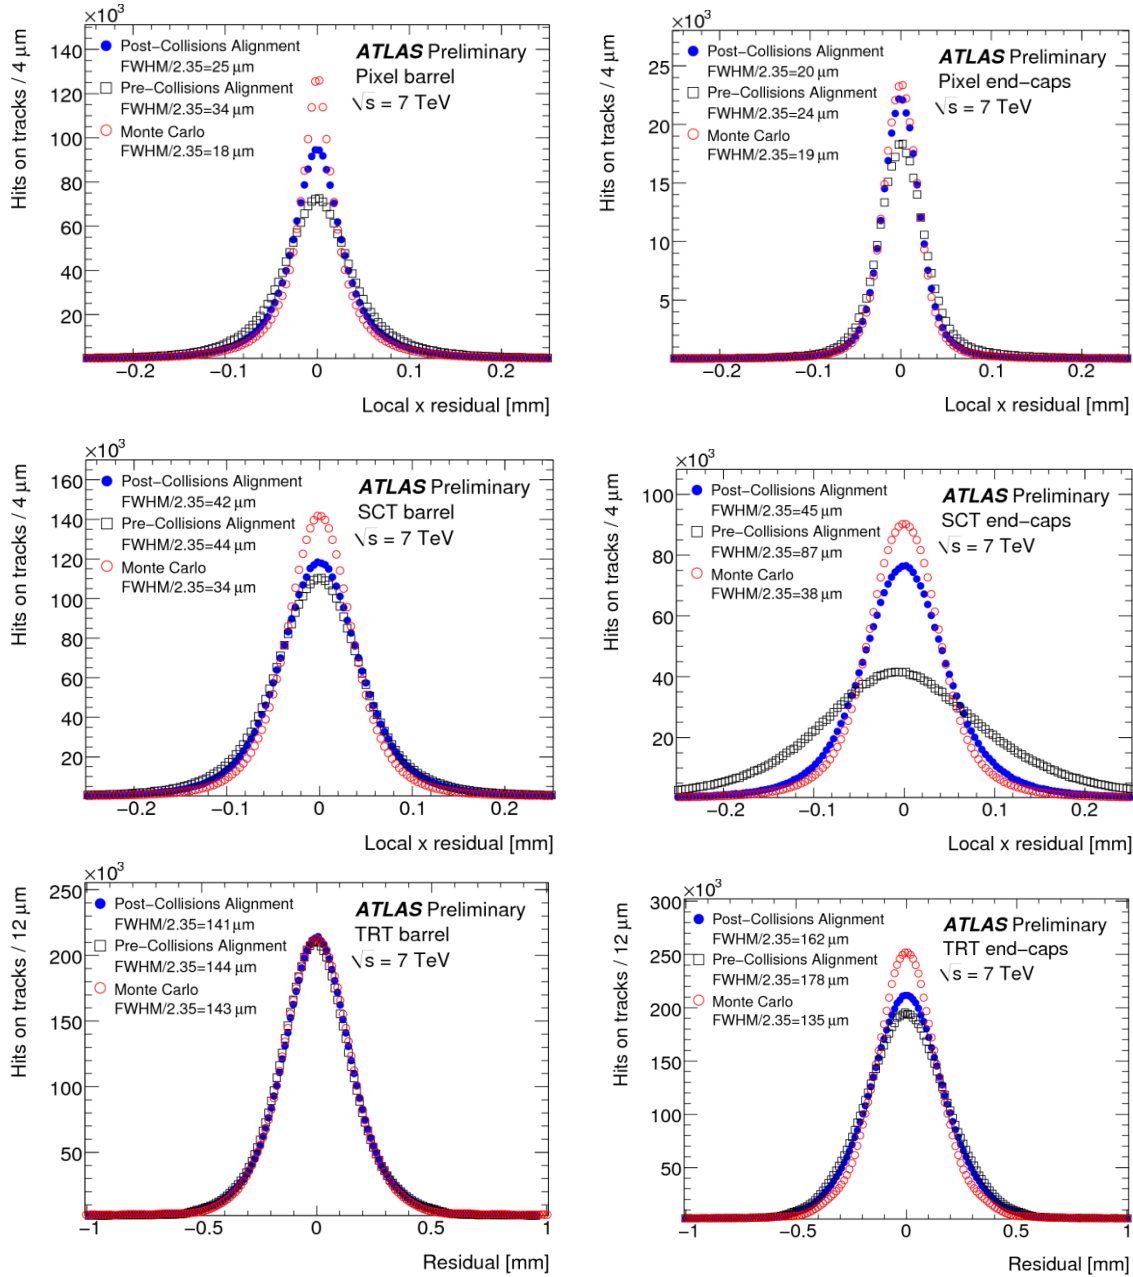 ×10³
Hits on tracks / 4 μm
140
120
100
80
60
40
20
Post−Collisions Alignment
FWHM/2.35=25 μm
Pre−Collisions Alignment
FWHM/2.35=34 μm
Monte Carlo
FWHM/2.35=18 μm
ATLAS Preliminary
Pixel barrel
√s = 7 TeV
−0.2 −0.1 0 0.1 0.2
Local x residual [mm]
×10³
Hits on tracks / 4 μm
25
20
15
10
5
Post−Collisions Alignment
FWHM/2.35=20 μm
Pre−Collisions Alignment
FWHM/2.35=24 μm
Monte Carlo
FWHM/2.35=19 μm
ATLAS Preliminary
Pixel end−caps
√s = 7 TeV
−0.2 −0.1 0 0.1 0.2
Local x residual [mm]
×10³
Hits on tracks / 4 μm
160
140
120
100
80
60
40
20
Post−Collisions Alignment
FWHM/2.35=42 μm
Pre−Collisions Alignment
FWHM/2.35=44 μm
Monte Carlo
FWHM/2.35=34 μm
ATLAS Preliminary
SCT barrel
√s = 7 TeV
−0.2 −0.1 0 0.1 0.2
Local x residual [mm]
×10³
Hits on tracks / 4 μm
100
80
60
40
20
Post−Collisions Alignment
FWHM/2.35=45 μm
Pre−Collisions Alignment
FWHM/2.35=87 μm
Monte Carlo
FWHM/2.35=38 μm
ATLAS Preliminary
SCT end−caps
√s = 7 TeV
−0.2 −0.1 0 0.1 0.2
Local x residual [mm]
×10³
Hits on tracks / 12 μm
250
200
150
100
50
Post−Collisions Alignment
FWHM/2.35=141 μm
Pre−Collisions Alignment
FWHM/2.35=144 μm
Monte Carlo
FWHM/2.35=143 μm
ATLAS Preliminary
TRT barrel
√s = 7 TeV
−1 −0.5 0 0.5 1
Residual [mm]
×10³
Hits on tracks / 12 μm
300
250
200
150
100
50
Post−Collisions Alignment
FWHM/2.35=162 μm
Pre−Collisions Alignment
FWHM/2.35=178 μm
Monte Carlo
FWHM/2.35=135 μm
ATLAS Preliminary
TRT end−caps
√s = 7 TeV
−1 −0.5 0 0.5 1
Residual [mm]